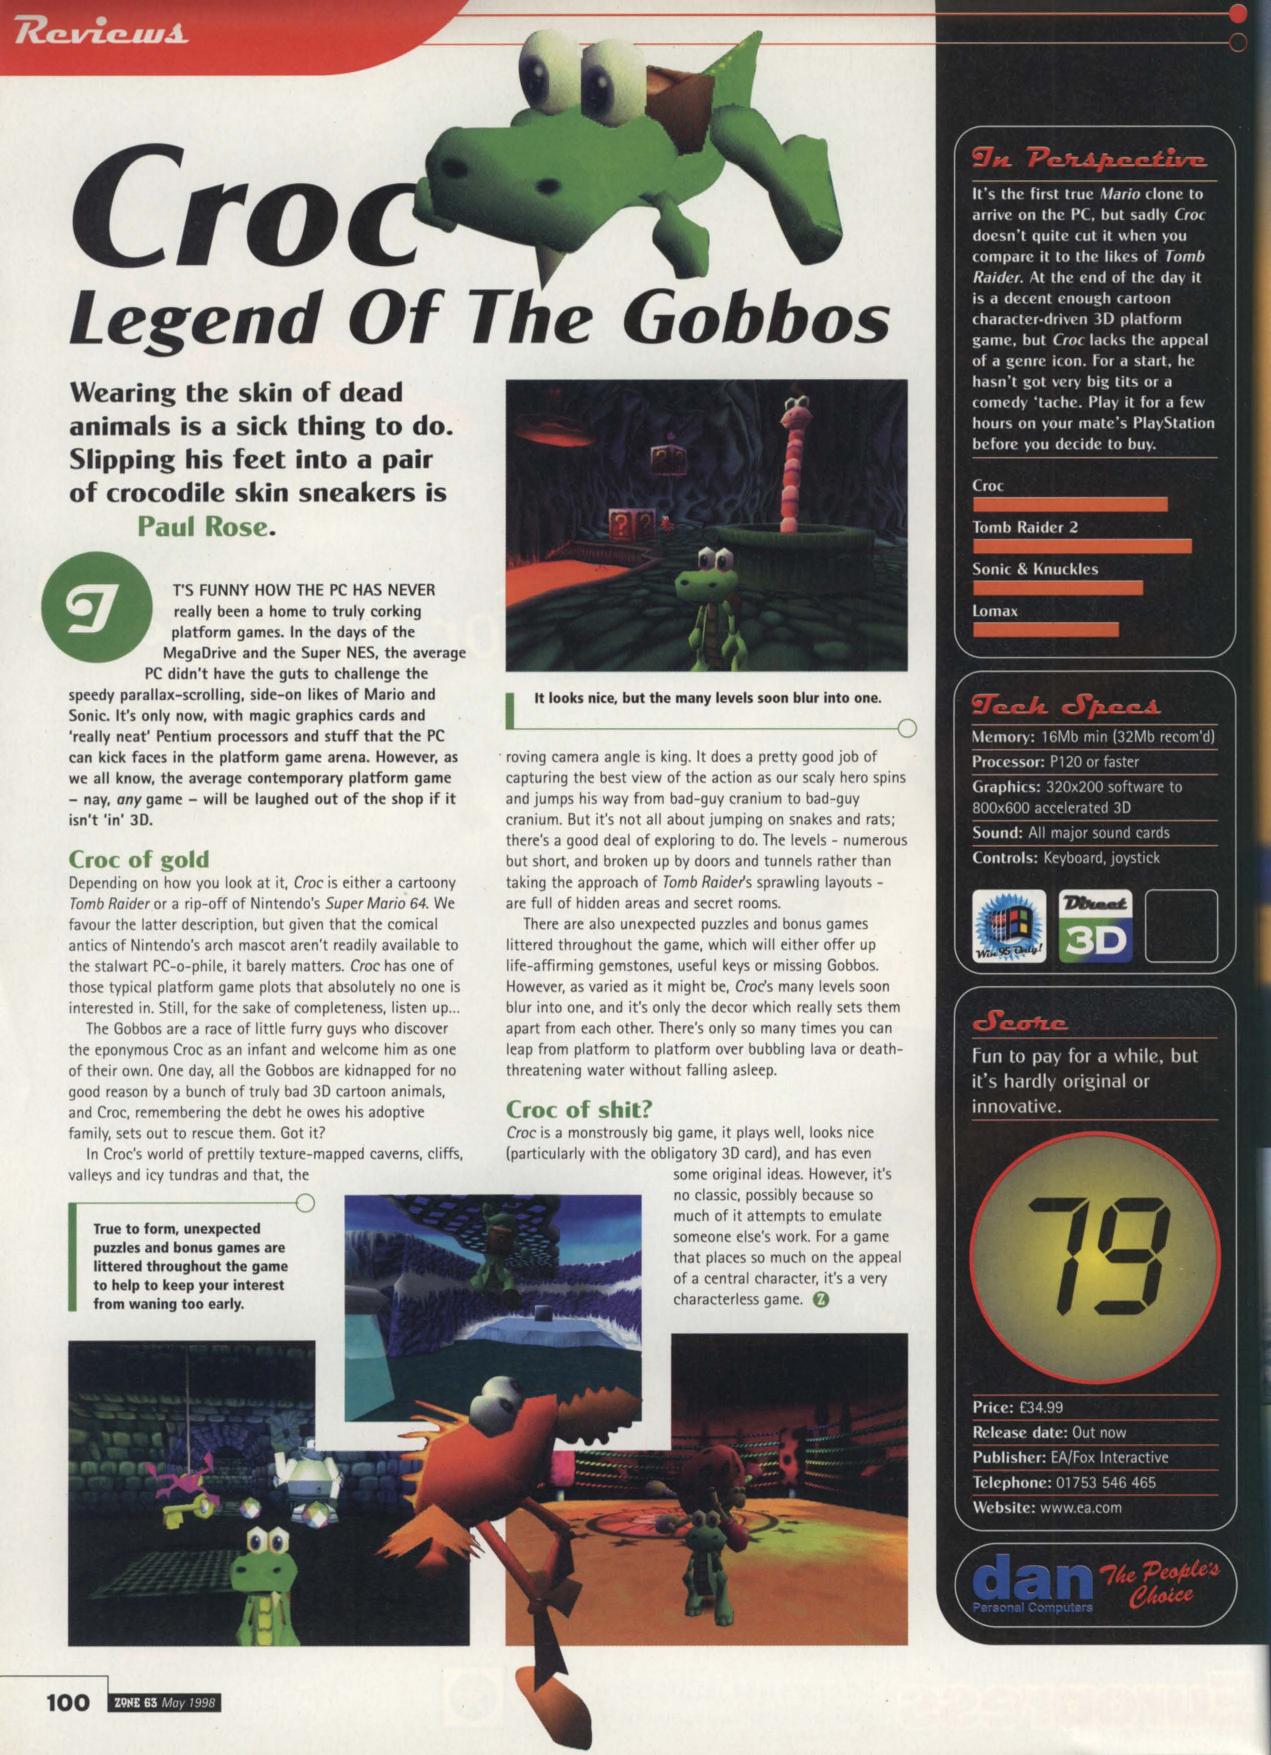 Reviews
Croc
Legend Of The Gobbos
Wearing the skin of dead
animals is a sick thing to do.
Slipping his feet into a pair
of crocodile skin sneakers is
Paul Rose.
IT'S FUNNY HOW THE PC HAS NEVER
really been a home to truly corking
platform games. In the days of the
MegaDrive and the Super NES, the average
PC didn't have the guts to challenge the
speedy parallax-scrolling, side-on likes of Mario and
Sonic. It's only now, with magic graphics cards and
'really neat' Pentium processors and stuff that the PC
can kick faces in the platform game arena. However, as
we all know, the average contemporary platform game
– nay, any game – will be laughed out of the shop if it
isn't 'in' 3D.
Croc of gold
Depending on how you look at it, Croc is either a cartoony
Tomb Raider or a rip-off of Nintendo's Super Mario 64. We
favour the latter description, but given that the comical
antics of Nintendo's arch mascot aren't readily available to
the stalwart PC-o-phile, it barely matters. Croc has one of
those typical platform game plots that absolutely no one is
interested in. Still, for the sake of completeness, listen up...
The Gobbos are a race of little furry guys who discover
the eponymous Croc as an infant and welcome him as one
of their own. One day, all the Gobbos are kidnapped for no
good reason by a bunch of truly bad 3D cartoon animals,
and Croc, remembering the debt he owes his adoptive
family, sets out to rescue them. Got it?
In Croc's world of prettily texture-mapped caverns, cliffs,
valleys and icy tundras and that, the
True to form, unexpected
puzzles and bonus games are
littered throughout the game
to help to keep your interest
from waning too early.
It looks nice, but the many levels soon blur into one.
roving camera angle is king. It does a pretty good job of
capturing the best view of the action as our scaly hero spins
and jumps his way from bad-guy cranium to bad-guy
cranium. But it's not all about jumping on snakes and rats;
there's a good deal of exploring to do. The levels - numerous
but short, and broken up by doors and tunnels rather than
taking the approach of Tomb Raider's sprawling layouts -
are full of hidden areas and secret rooms.
There are also unexpected puzzles and bonus games
littered throughout the game, which will either offer up
life-affirming gemstones, useful keys or missing Gobbos.
However, as varied as it might be, Croc's many levels soon
blur into one, and it's only the decor which really sets them
apart from each other. There's only so many times you can
leap from platform to platform over bubbling lava or death-
threatening water without falling asleep.
Croc of shit?
Croc is a monstrously big game, it plays well, looks nice
(particularly with the obligatory 3D card), and has even
some original ideas. However, it's
no classic, possibly because so
much of it attempts to emulate
someone else's work. For a game
that places so much on the appeal
of a central character, it's a very
characterless game. Z
In Perspective
It's the first true Mario clone to
arrive on the PC, but sadly Croc
doesn't quite cut it when you
compare it to the likes of Tomb
Raider. At the end of the day it
is a decent enough cartoon
character-driven 3D platform
game, but Croc lacks the appeal
of a genre icon. For a start, he
hasn't got very big tits or a
comedy 'tache. Play it for a few
hours on your mate's PlayStation
before you decide to buy.
Croc
Tomb Raider 2
Sonic & Knuckles
Lomax
Tech Specs
Memory: 16Mb min (32Mb recom'd)
Processor: P120 or faster
Graphics: 320x200 software to
800x600 accelerated 3D
Sound: All major sound cards
Controls: Keyboard, joystick
Win95 Only!
Direct
3D
Score
Fun to pay for a while, but
it's hardly original or
innovative.
79
Price: £34.99
Release date: Out now
Publisher: EA/Fox Interactive
Telephone: 01753 546 465
Website: www.ea.com
dan
Personal Computers
The People's
Choice
100 ZONE 63 May 1998